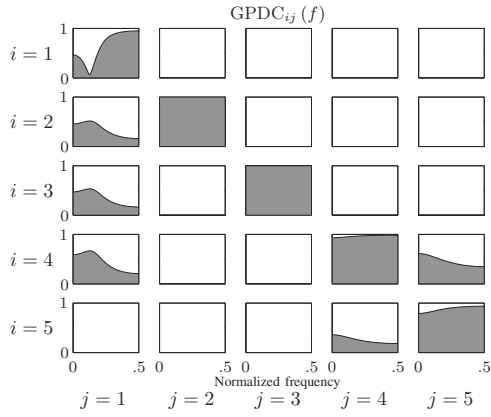 GPDC_{ij} (f)
1
i = 1
0
1
i = 2
0
1
i = 3
0
1
i = 4
0
1
i = 5
0
0 .5 0 .5 0 .5 0 .5 0 .5
Normalized frequency
j = 1 j = 2 j = 3 j = 4 j = 5